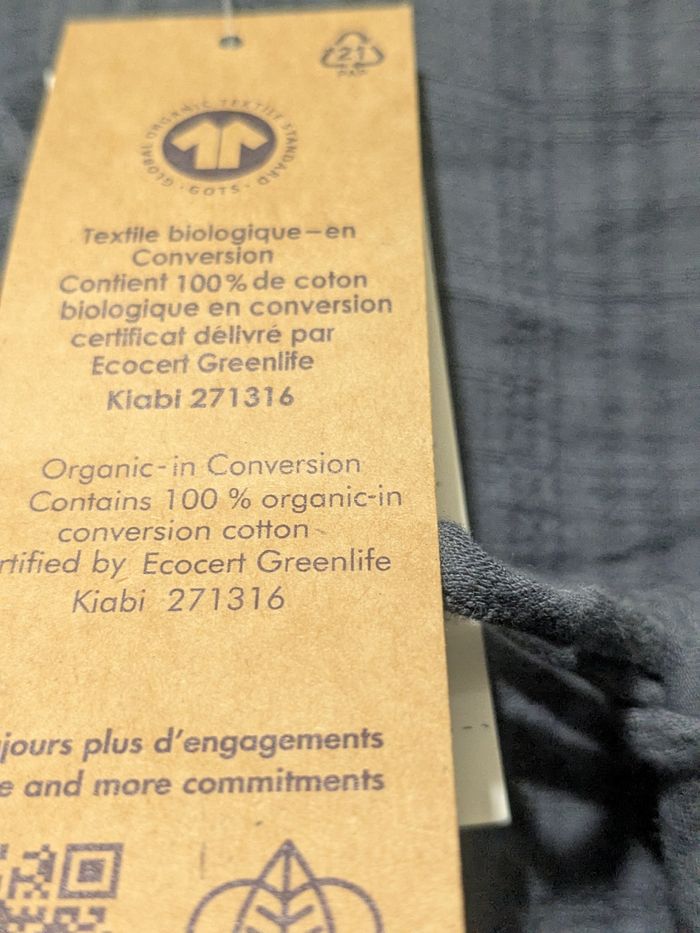 21
PAP
GLOBAL ORGANIC TEXTILE STANDARD · GOTS ·
Textile biologique–en
Conversion
Contient 100% de coton
biologique en conversion
certificat délivré par
Ecocert Greenlife
Kiabi 271316
Organic-in Conversion
Contains 100 % organic-in
conversion cotton
rtified by Ecocert Greenlife
Kiabi 271316
jours plus d'engagements
e and more commitments